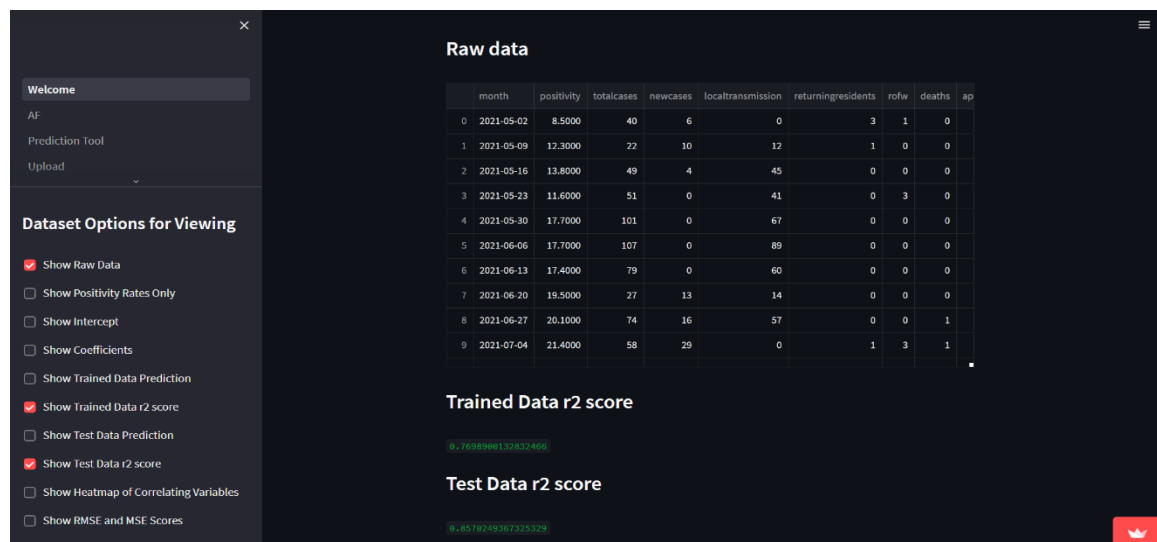 ×
Welcome
AF
Prediction Tool
Upload
Dataset Options for Viewing
Show Raw Data
Show Positivity Rates Only
Show Intercept
Show Coefficients
Show Trained Data Prediction
Show Trained Data r2 score
Show Test Data Prediction
Show Test Data r2 score
Show Heatmap of Correlating Variables
Show RMSE and MSE Scores
Raw data
month positivity totalcases newcases localtransmission returningresidents rofw deaths ap
0 2021-05-02 8.5000 40 6 0 3 1 0
1 2021-05-09 12.3000 22 10 12 1 0 0
2 2021-05-16 13.8000 49 4 45 0 0 0
3 2021-05-23 11.6000 51 0 41 0 3 0
4 2021-05-30 17.7000 101 0 67 0 0 0
5 2021-06-06 17.7000 107 0 89 0 0 0
6 2021-06-13 17.4000 79 0 60 0 0 0
7 2021-06-20 19.5000 27 13 14 0 0 0
8 2021-06-27 20.1000 74 16 57 0 0 1
9 2021-07-04 21.4000 58 29 0 1 3 1
Trained Data r2 score
0.7698900132832466
Test Data r2 score
0.8570249367325329